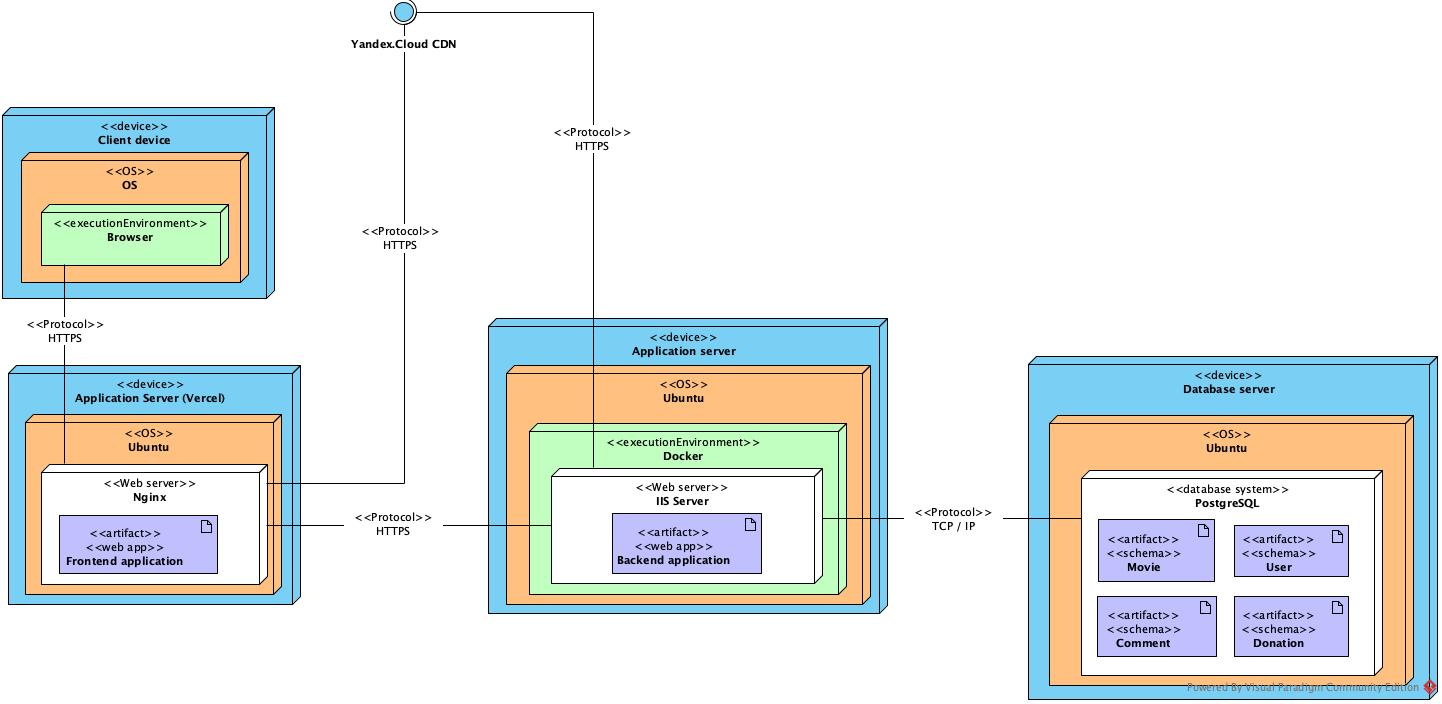 Yandex.Cloud CDN
<<Protocol>>
HTTPS
<<device>>
Client device
<<OS>>
OS
<<executionEnvironment>>
Browser
<<Protocol>>
HTTPS
<<Protocol>>
HTTPS
<<device>>
Application Server (Vercel)
<<OS>>
Ubuntu
<<Web server>>
Nginx
<<artifact>>
<<web app>>
Frontend application
<<Protocol>>
HTTPS
<<device>>
Application server
<<OS>>
Ubuntu
<<executionEnvironment>>
Docker
<<Web server>>
IIS Server
<<artifact>>
<<web app>>
Backend application
<<Protocol>>
TCP / IP
<<device>>
Database server
<<OS>>
Ubuntu
<<database system>>
PostgreSQL
<<artifact>>
<<schema>>
Movie
<<artifact>>
<<schema>>
User
<<artifact>>
<<schema>>
Comment
<<artifact>>
<<schema>>
Donation
Powered By Visual Paradigm Community Edition